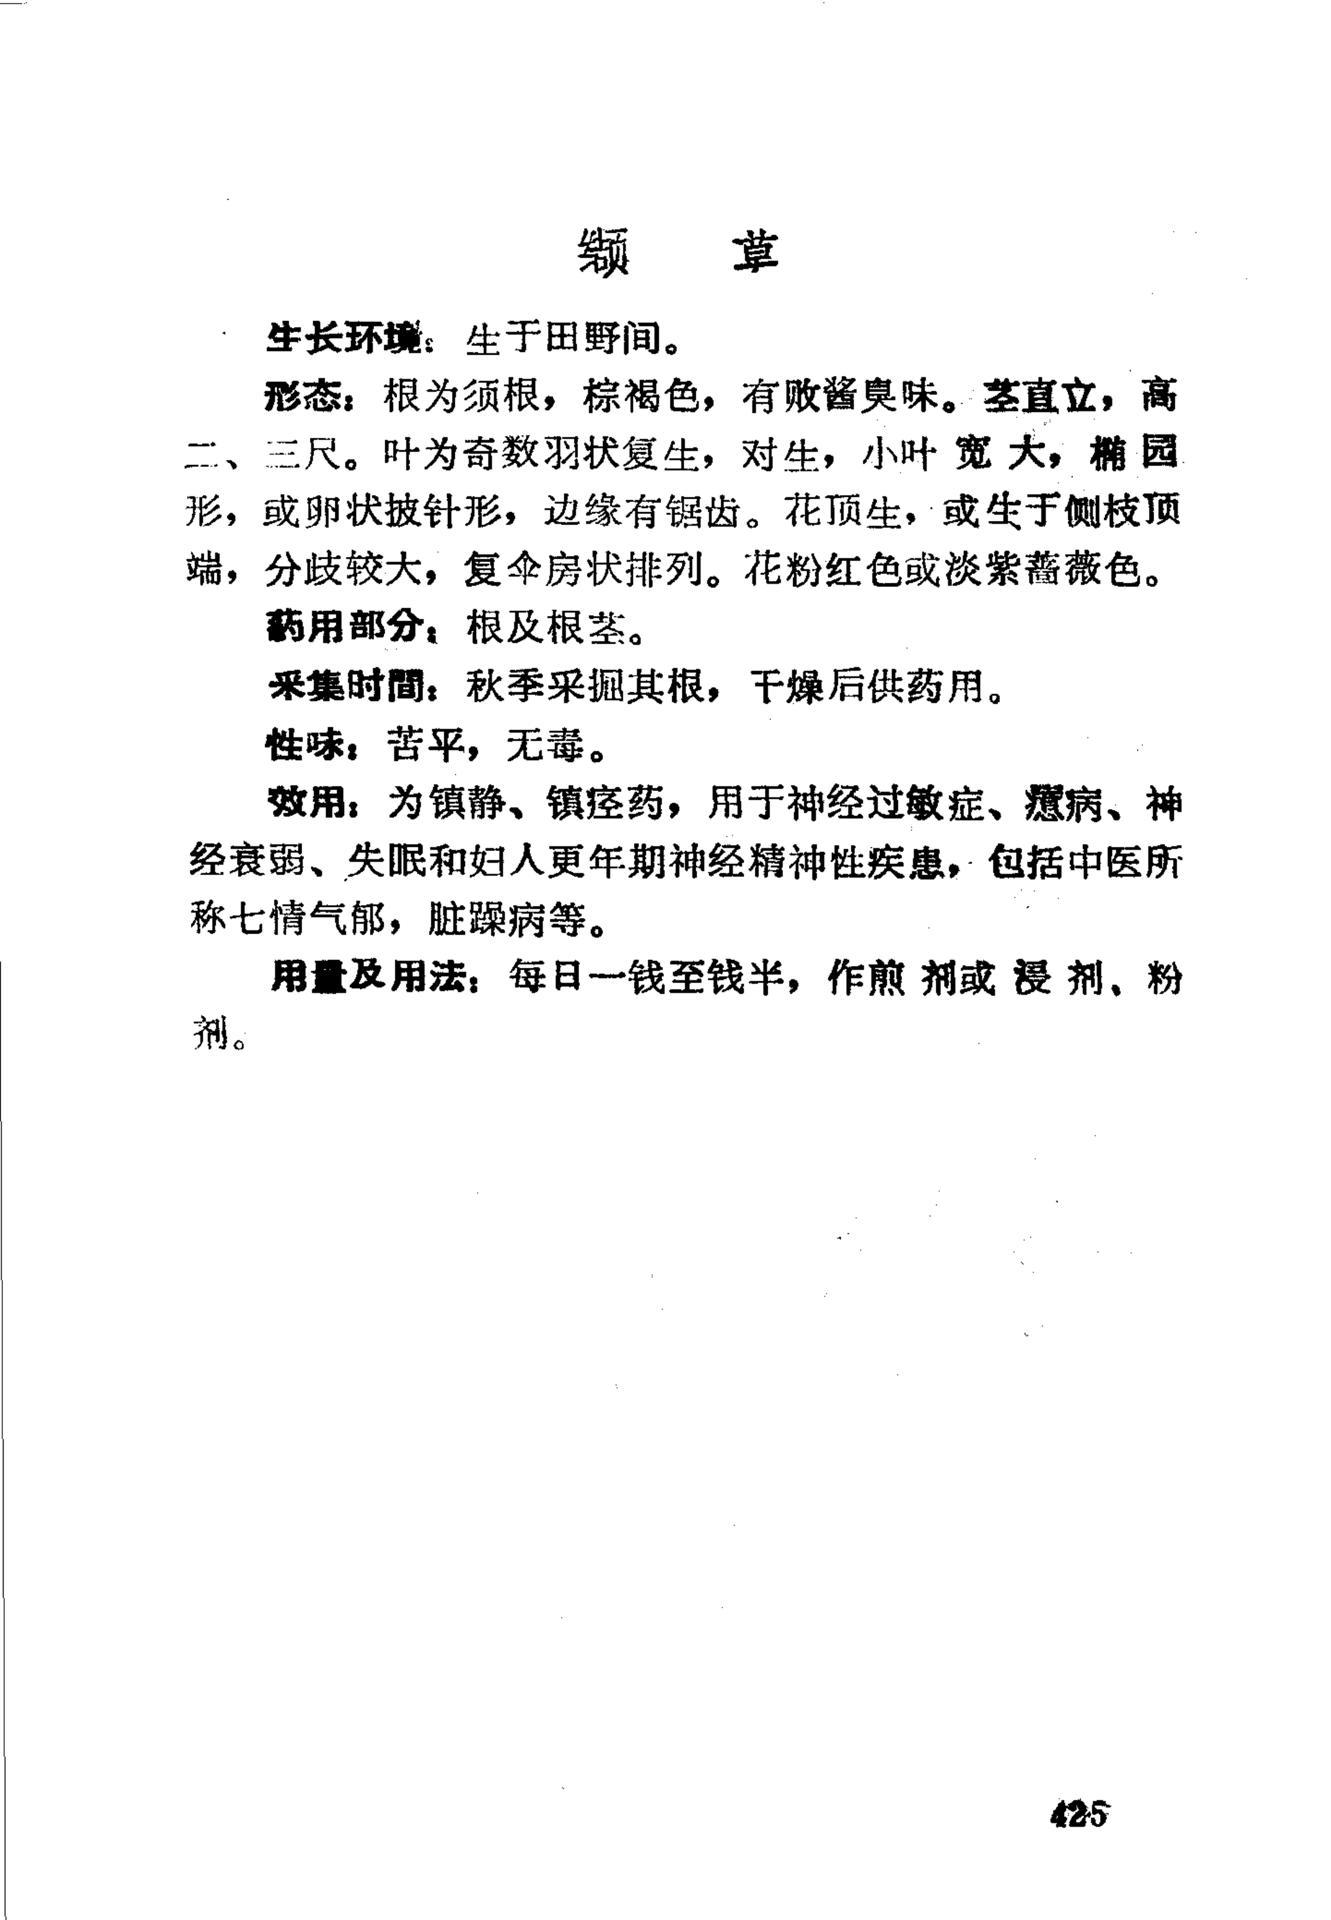 缬 草
生长环境：生于田野间。
形态：根为须根，棕褐色，有败酱臭味。茎直立，高
二、三尺。叶为奇数羽状复生，对生，小叶宽大，椭园
形，或卵状披针形，边缘有锯齿。花顶生，或生于侧枝顶
端，分歧较大，复伞房状排列。花粉红色或淡紫蔷薇色。
药用部分：根及根茎。
采集时間：秋季采掘其根，干燥后供药用。
性味：苦平，无毒。
效用：为镇静、镇痉药，用于神经过敏症、癔病、神
经衰弱、失眠和妇人更年期神经精神性疾患，包括中医所
称七情气郁，脏躁病等。
用量及用法：每日一钱至钱半，作煎剂或浸剂、粉
剂。
425